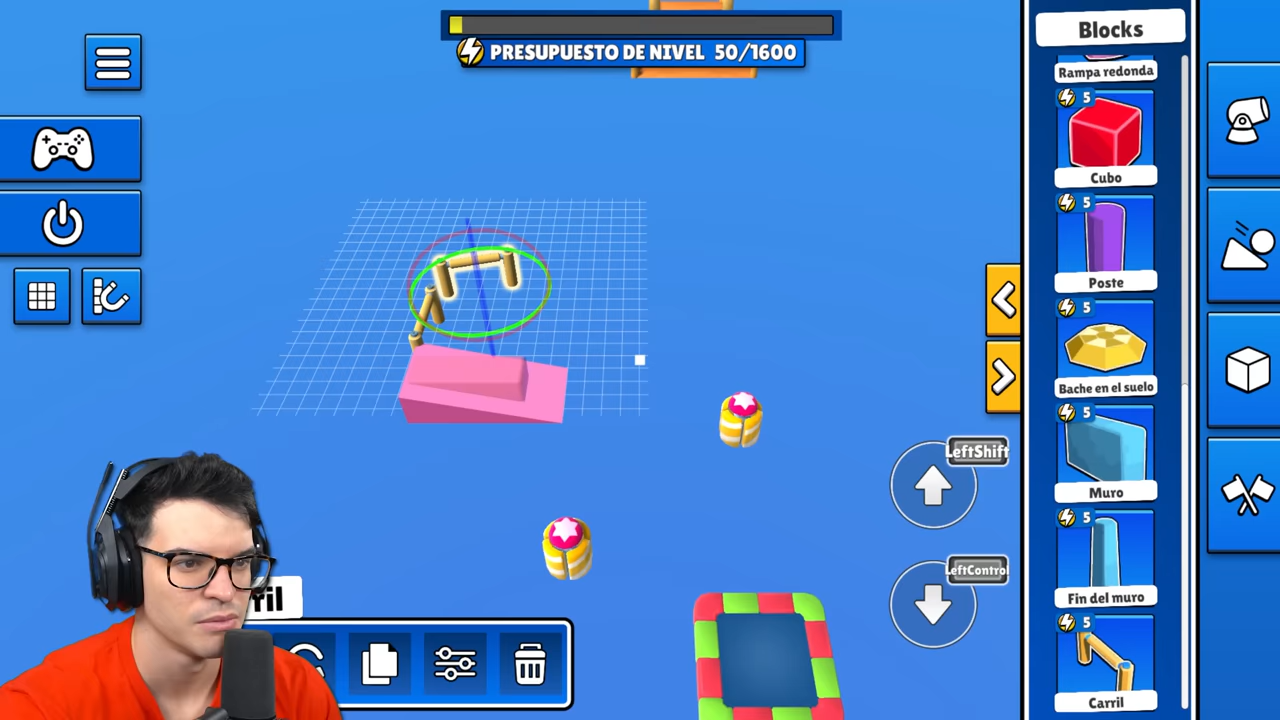 PRESUPUESTO DE NIVEL 50/1600
Blocks
Rampa redonda
5
Cubo
5
Poste
5
Bache en el suelo
5
Muro
5
Fin del muro
5
Carril
LeftShift
LeftControl